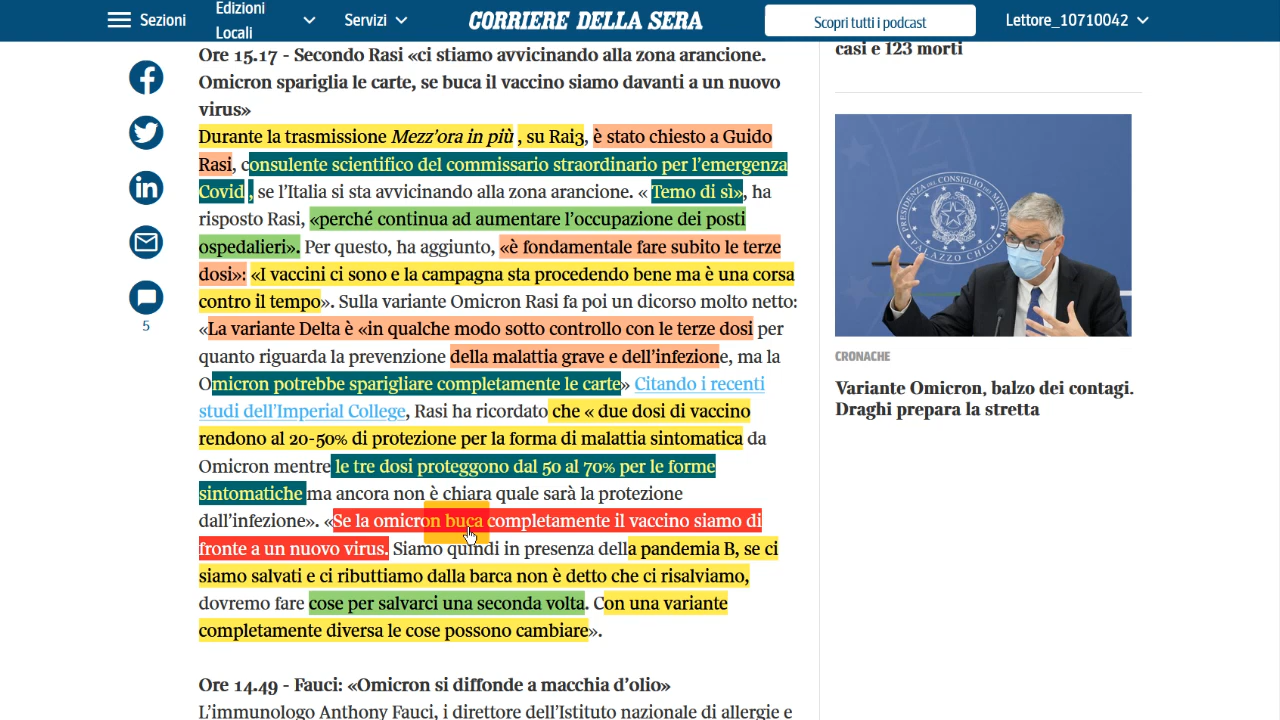 Sezioni
Edizioni
Locali
Servizi
CORRIERE DELLA SERA
Scopri tutti i podcast
Lettore_10710042
Ore 15.17 - Secondo Rasi «ci stiamo avvicinando alla zona arancione.
Omicron spariglia le carte, se buca il vaccino siamo davanti a un nuovo
virus»
Durante la trasmissione Mezz’ora in più , su Rai3, è stato chiesto a Guido
Rasi, consulente scientifico del commissario straordinario per l’emergenza
Covid , se l’Italia si sta avvicinando alla zona arancione. « Temo di sì», ha
risposto Rasi, «perché continua ad aumentare l’occupazione dei posti
ospedalieri». Per questo, ha aggiunto, «è fondamentale fare subito le terze
dosi»: «I vaccini ci sono e la campagna sta procedendo bene ma è una corsa
contro il tempo». Sulla variante Omicron Rasi fa poi un dicorso molto netto:
«La variante Delta è «in qualche modo sotto controllo con le terze dosi per
quanto riguarda la prevenzione della malattia grave e dell’infezione, ma la
Omicron potrebbe sparigliare completamente le carte» Citando i recenti
studi dell’Imperial College, Rasi ha ricordato che « due dosi di vaccino
rendono al 20-50% di protezione per la forma di malattia sintomatica da
Omicron mentre le tre dosi proteggono dal 50 al 70% per le forme
sintomatiche ma ancora non è chiara quale sarà la protezione
dall’infezione». «Se la omicron buca completamente il vaccino siamo di
fronte a un nuovo virus. Siamo quindi in presenza della pandemia B, se ci
siamo salvati e ci ributtiamo dalla barca non è detto che ci risalviamo,
dovremo fare cose per salvarci una seconda volta. Con una variante
completamente diversa le cose possono cambiare».
Ore 14.49 - Fauci: «Omicron si diffonde a macchia d’olio»
L’immunologo Anthony Fauci, i direttore dell’Istituto nazionale di allergie e
5
casi e 123 morti
PRESIDENZA DEL CONSIGLIO DEI MINISTRI
PALAZZO CHIGI
CRONACHE
Variante Omicron, balzo dei contagi.
Draghi prepara la stretta